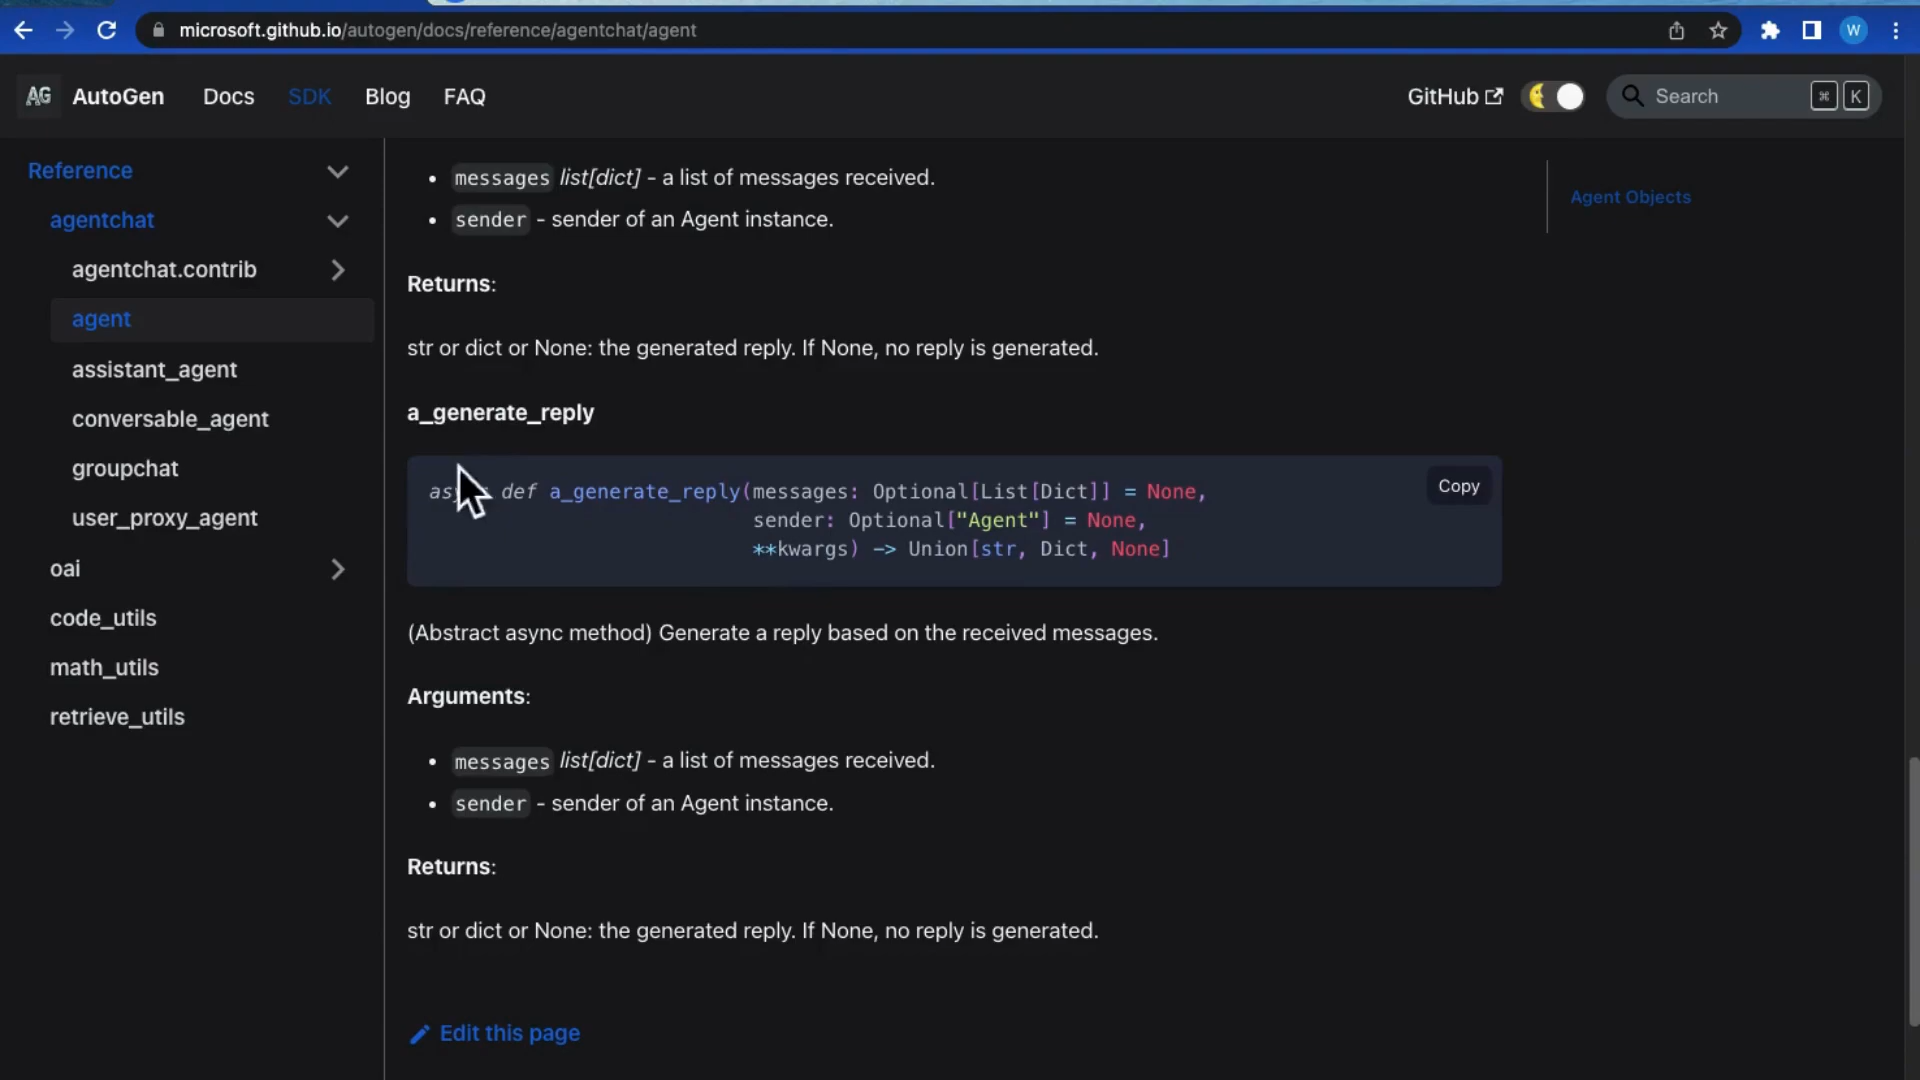 microsoft.github.io/autogen/docs/reference/agentchat/agent
W
AG AutoGen Docs SDK Blog FAQ
GitHub
Search ⌘ K
Reference
agentchat
agentchat.contrib
agent
assistant_agent
conversable_agent
groupchat
user_proxy_agent
oai
code_utils
math_utils
retrieve_utils
• messages list[dict] - a list of messages received.
• sender - sender of an Agent instance.
Returns:
str or dict or None: the generated reply. If None, no reply is generated.
a_generate_reply
def a_generate_reply(messages: Optional[List[Dict]] = None,
sender: Optional["Agent"] = None,
**kwargs) -> Union[str, Dict, None]
Copy
(Abstract async method) Generate a reply based on the received messages.
Arguments:
• messages list[dict] - a list of messages received.
• sender - sender of an Agent instance.
Returns:
str or dict or None: the generated reply. If None, no reply is generated.
Edit this page
Agent Objects